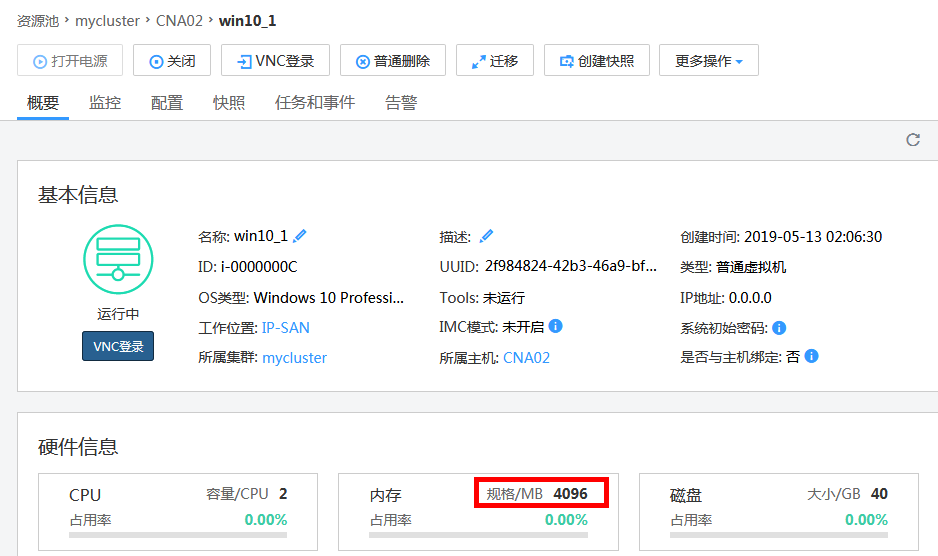 资源池 › mycluster › CNA02 › win10_1
打开电源 关闭 VNC登录 普通删除 迁移 创建快照 更多操作
概要 监控 配置 快照 任务和事件 告警
基本信息
名称: win10_1 描述: 创建时间: 2019-05-13 02:06:30
ID: i-0000000C UUID: 2f984824-42b3-46a9-bf... 类型: 普通虚拟机
OS类型: Windows 10 Professi... Tools: 未运行 IP地址: 0.0.0.0
运行中
工作位置: IP-SAN IMC模式: 未开启 系统初始密码:
VNC登录
所属集群: mycluster 所属主机: CNA02 是否与主机绑定: 否
硬件信息
CPU 容量/CPU 2 内存 规格/MB 4096 磁盘 大小/GB 40
占用率 0.00% 占用率 0.00% 占用率 0.00%